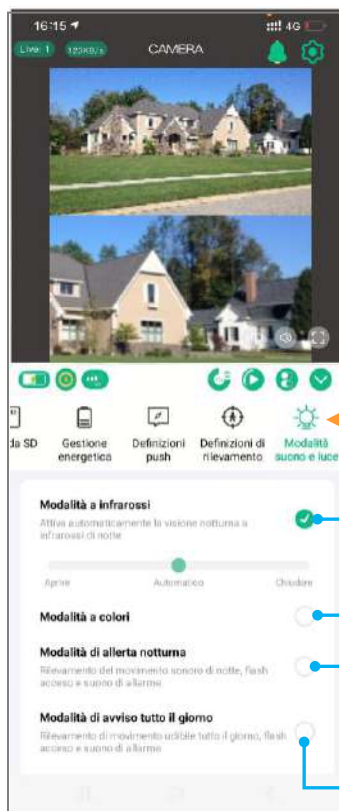 16:15
4G
Live: 1
123KB/s
CAMERA
da SD
Gestione
energetica
Definizioni
push
Definizioni di
rilevamento
Modalità
suono e luce
Modalità a infrarossi
Attiva automaticamente la visione notturna a
infrarossi di notte
Aprire
Automatico
Chiudere
Modalità a colori
Modalità di allerta notturna
Rilevamento del movimento sonoro di notte, flash
acceso e suono di allarme
Modalità di avviso tutto il giorno
Rilevamento di movimento udibile tutto il giorno, flash
acceso e suono di allarme